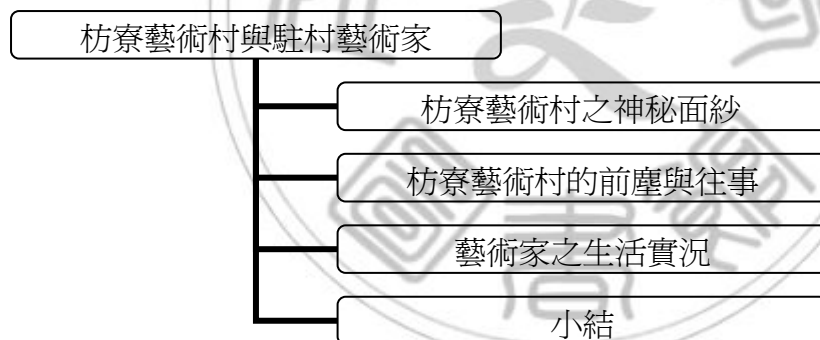 枋寮藝術村與駐村藝術家
枋寮藝術村之神秘面紗
枋寮藝術村的前塵與往事
藝術家之生活實況
小結